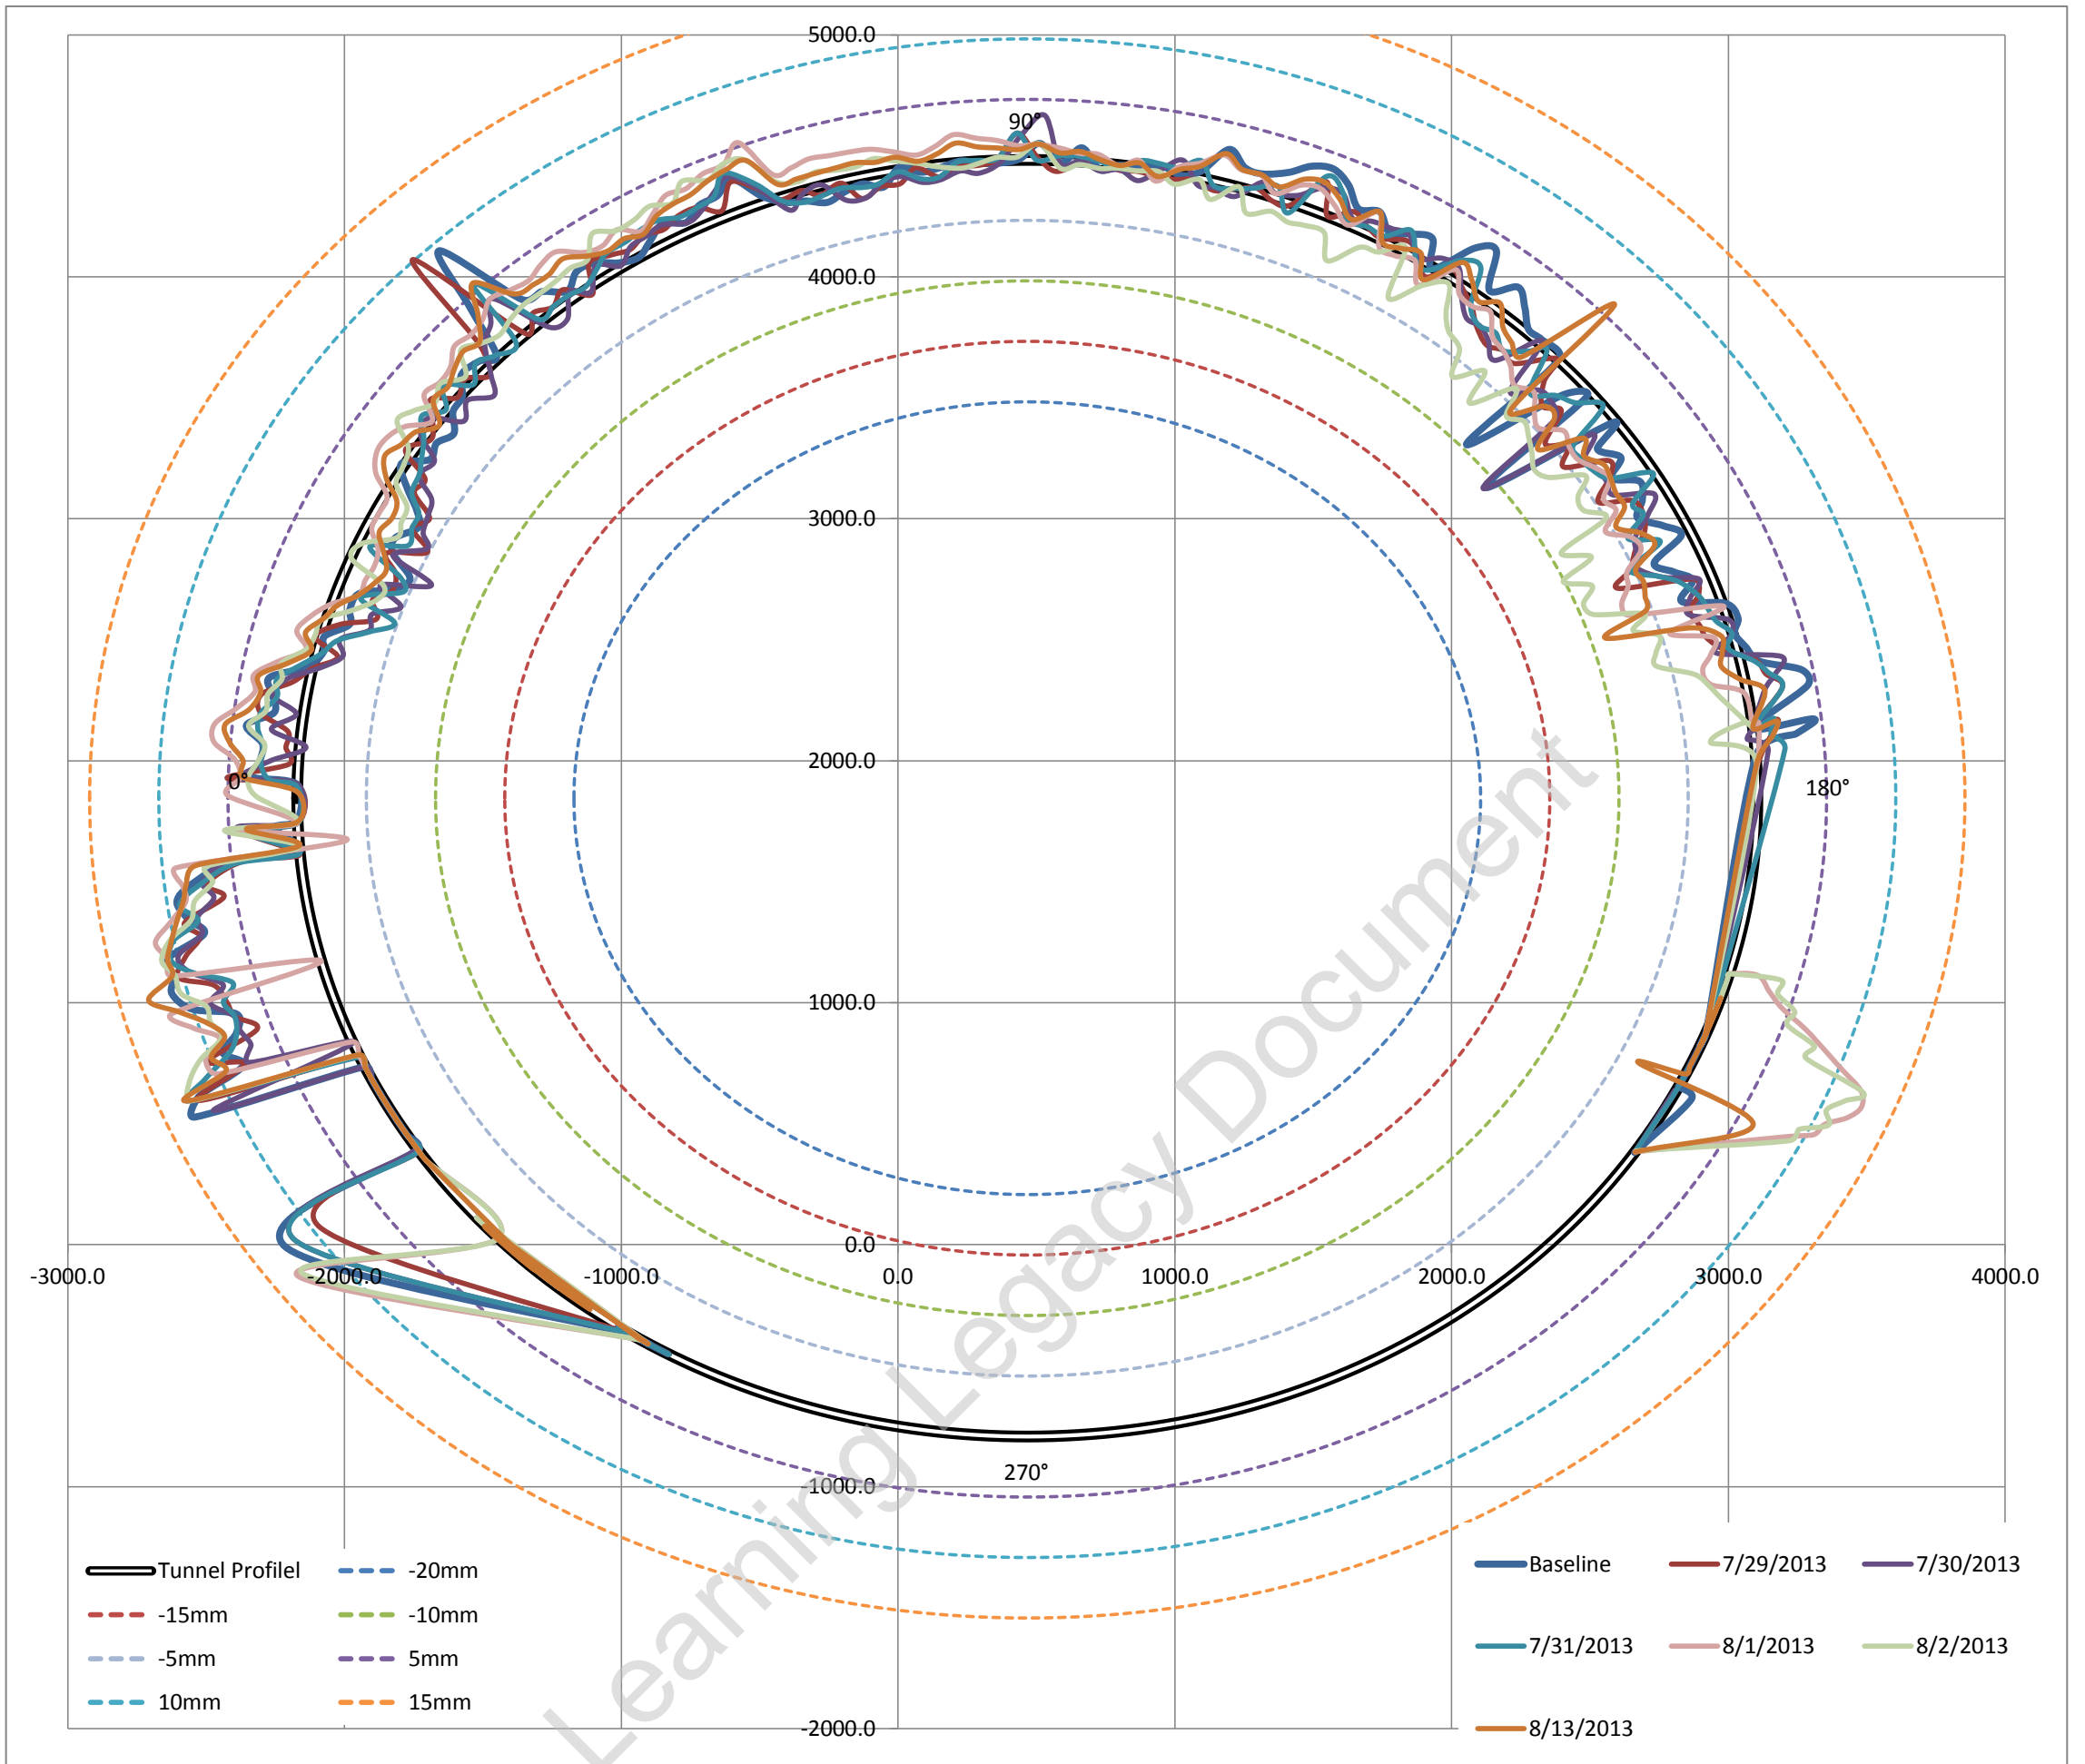 5000.0
90°
4000.0
3000.0
2000.0
0°
180°
1000.0
0.0
-3000.0 -2000.0 -1000.0 0.0 1000.0 2000.0 3000.0 4000.0
270°
-1000.0
-2000.0
Tunnel Profilel -20mm
-15mm -10mm
-5mm 5mm
10mm 15mm
Baseline 7/29/2013 7/30/2013
7/31/2013 8/1/2013 8/2/2013
8/13/2013
Learning Legacy Document